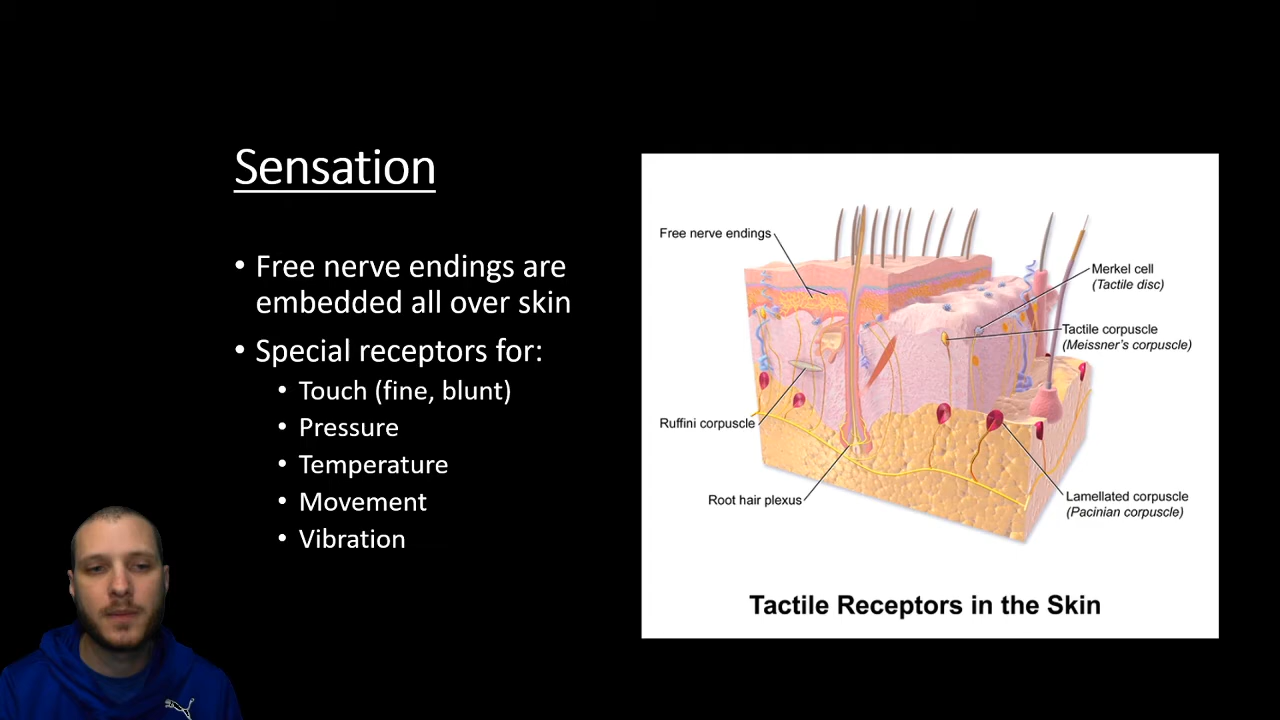 Sensation
• Free nerve endings are
embedded all over skin
• Special receptors for:
• Touch (fine, blunt)
• Pressure
• Temperature
• Movement
• Vibration
Free nerve endings
Merkel cell
(Tactile disc)
Tactile corpuscle
(Meissner's corpuscle)
Ruffini corpuscle
Root hair plexus
Lamellated corpuscle
(Pacinian corpuscle)
Tactile Receptors in the Skin